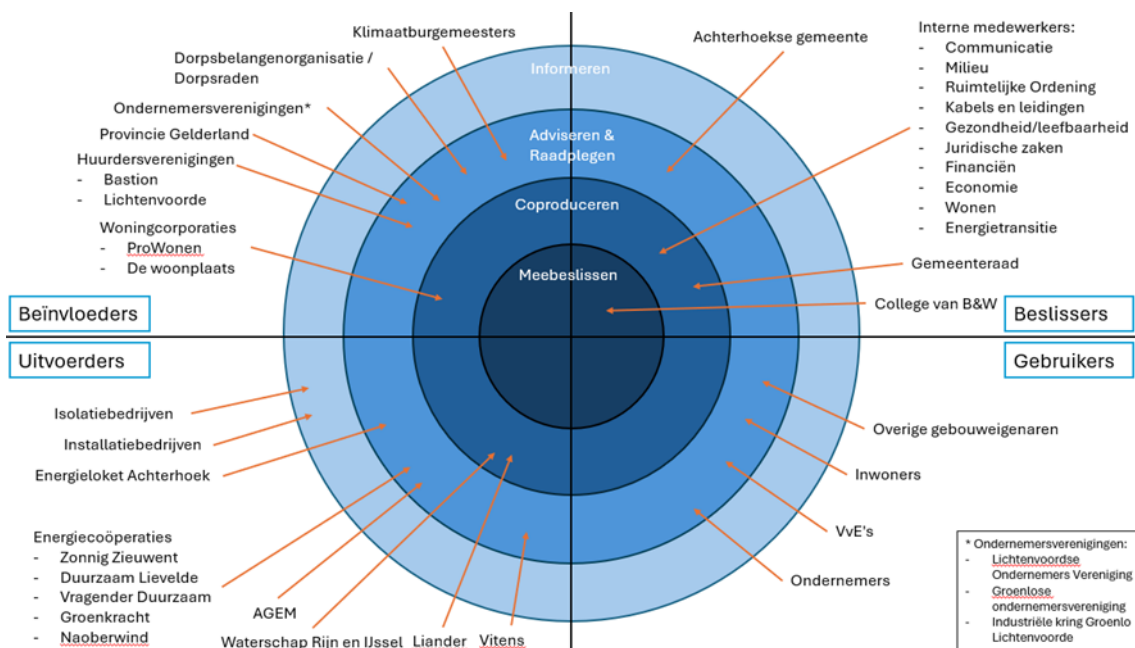 Klimaatburgemeesters
Dorpsbelangenorganisatie /
Dorpsraden
Ondernemersverenigingen*
Provincie Gelderland
Huurdersverenigingen
- Bastion
- Lichtenvoorde
Woningcorporaties
- ProWonen
- De woonplaats
Beïnvloeders
Informeren
Adviseren &
Raadplegen
Coproduceren
Meebeslissen
Achterhoekse gemeente
Interne medewerkers:
- Communicatie
- Milieu
- Ruimtelijke Ordening
- Kabels en leidingen
- Gezondheid/leefbaarheid
- Juridische zaken
- Financiën
- Economie
- Wonen
- Energietransitie
Gemeenteraad
College van B&W
Beslissers
Uitvoerders
Isolatiebedrijven
Installatiebedrijven
Energieloket Achterhoek
Energiecoöperaties
- Zonnig Zieuwent
- Duurzaam Lievelde
- Vragender Duurzaam
- Groenkracht
- Naoberwind
AGEM
Waterschap Rijn en IJssel
Liander
Vitens
Gebruikers
Overige gebouweigenaren
Inwoners
VvE's
Ondernemers
* Ondernemersverenigingen:
- Lichtenvoordse
Ondernemers Vereniging
- Groenlose
ondernemersvereniging
- Industriële kring Groenlo
Lichtenvoorde